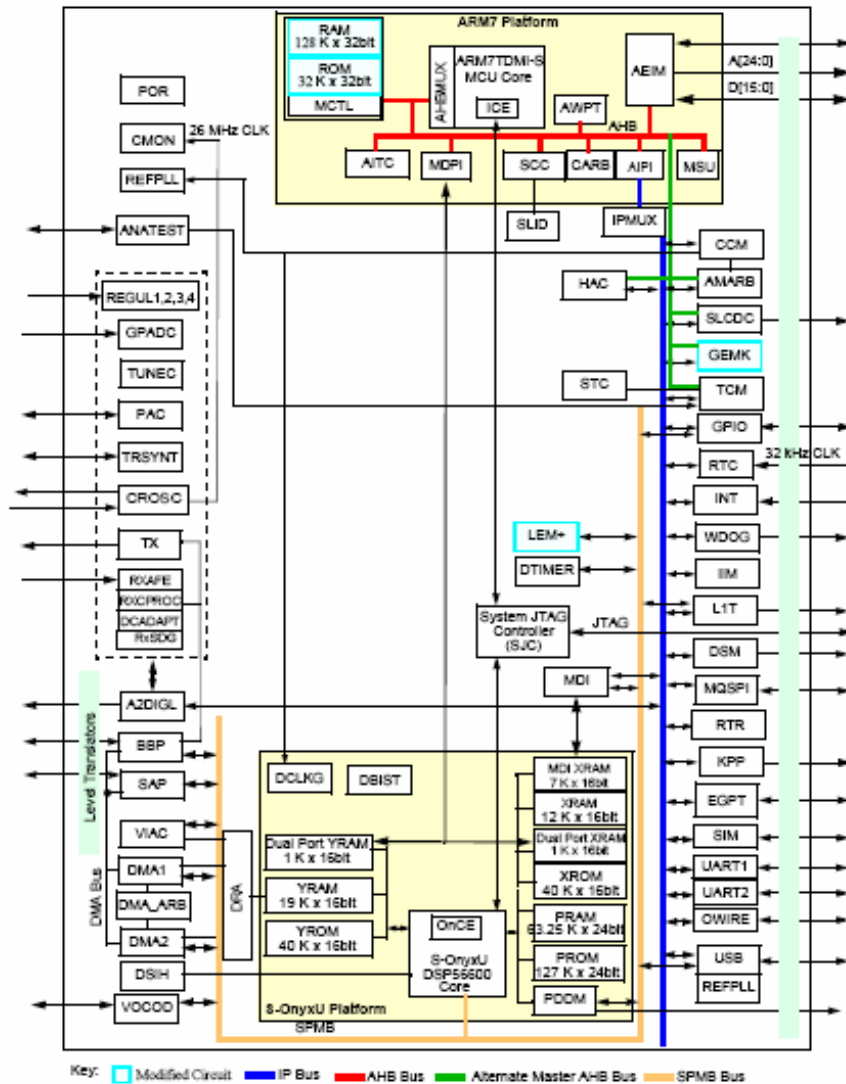 ARM7 Platform
RAM
128 K x 32bit
ROM
32 K x 32bit
MCTL
AHBMUX
ARM7TDMI-S
MCU Core
ICE
AEIM
A[24:0]
D[15:0]
AWPT
AHB
AITC
MDPI
SCC
CARB
AIPI
MSU
SLID
IPMUX
POR
CMON
26 MHz CLK
REFPLL
ANATEST
REGUL1,2,3,4
GPADC
TUNEC
PAC
TRSYNT
CROSC
TX
RXAFE
RXCPROC
DCADAPT
RxSDG
A2DIGL
BBP
SAP
VIAC
DMA1
DMA_ARB
DMA2
DSIH
VOCOD
Level Translators
DMA Bus
HAC
STC
LEM+
DTIMER
System JTAG
Controller
(SJC)
JTAG
MDI
CCM
AMARB
SLCDC
GEMK
TCM
GPIO
32 kHz CLK
RTC
INT
WDOG
IIM
L1T
DSM
MQSPI
RTR
KPP
EGPT
SIM
UART1
UART2
OWIRE
USB
REFPLL
DCLKG
DBIST
DRA
Dual Port YRAM
1 K x 16bit
YRAM
19 K x 16bit
YROM
40 K x 16bit
OnCE
S-OnyxU
DSP56600
Core
MDI XRAM
7 K x 16bit
XRAM
12 K x 16bit
Dual Port XRAM
1 K x 16bit
XROM
40 K x 16bit
PRAM
63.25 K x 24bit
PROM
127 K x 24bit
PDDM
S-OnyxU Platform
SPMB
Key: Modified Circuit IP Bus AHB Bus Alternate Master AHB Bus SPMB Bus